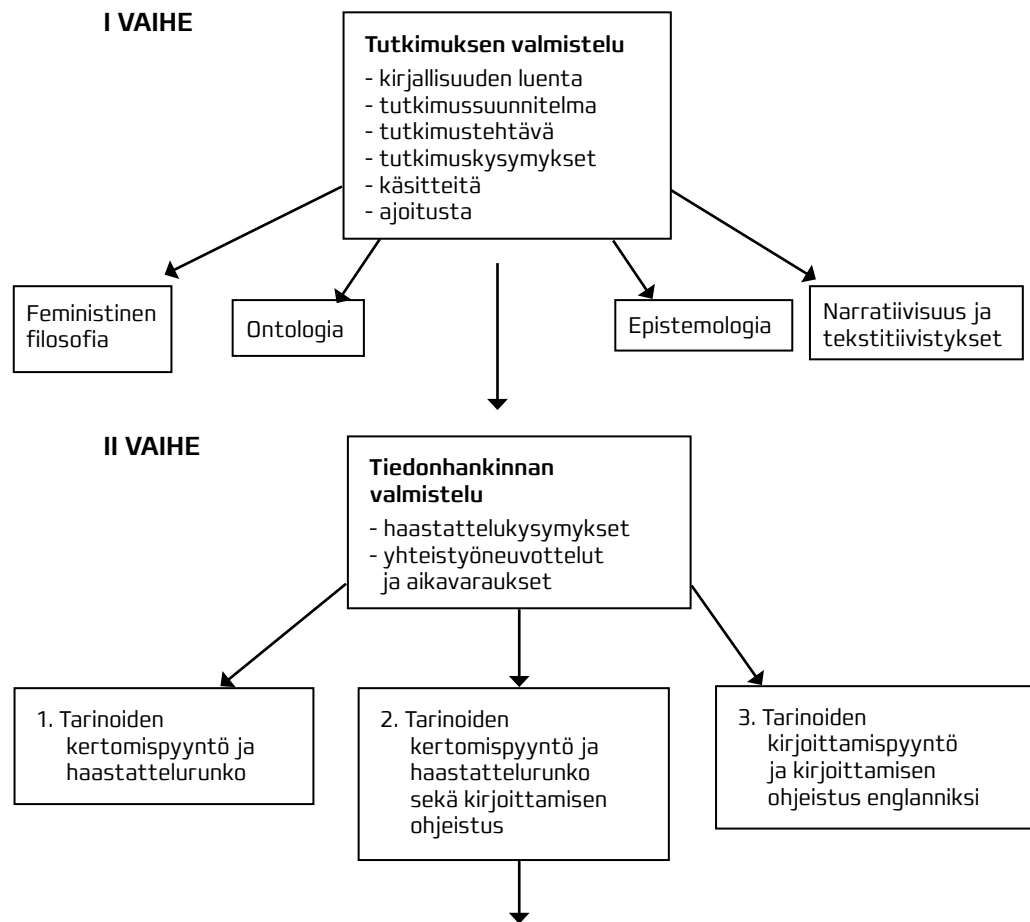 I VAIHE
Tutkimuksen valmistelu
- kirjallisuuden luenta
- tutkimussuunnitelma
- tutkimustehtävä
- tutkimuskysymykset
- käsitteitä
- ajoitusta
Feministinen
filosofia
Ontologia
Epistemologia
Narratiivisuus ja
tekstitiivistykset
II VAIHE
Tiedonhankinnan
valmistelu
- haastattelukysymykset
- yhteistyöneuvottelut
ja aikavaraukset
1. Tarinoiden
kertomispyyntö ja
haastattelurunko
2. Tarinoiden
kertomispyyntö ja
haastattelurunko
sekä kirjoittamisen
ohjeistus
3. Tarinoiden
kirjoittamispyyntö
ja kirjoittamisen
ohjeistus englanniksi